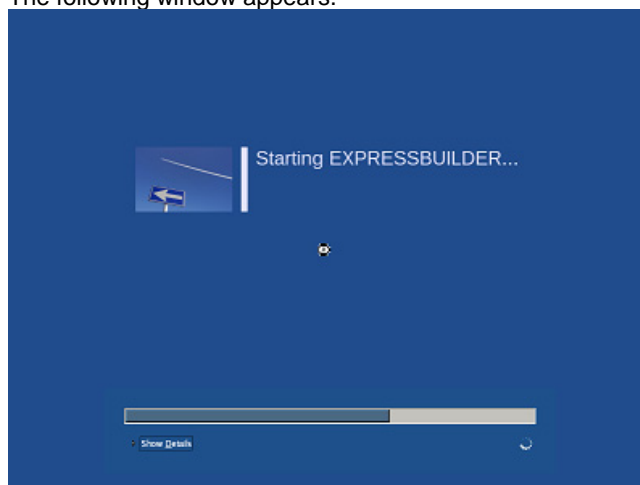 The following window appears:
Starting EXPRESSBUILDER...
Show Details